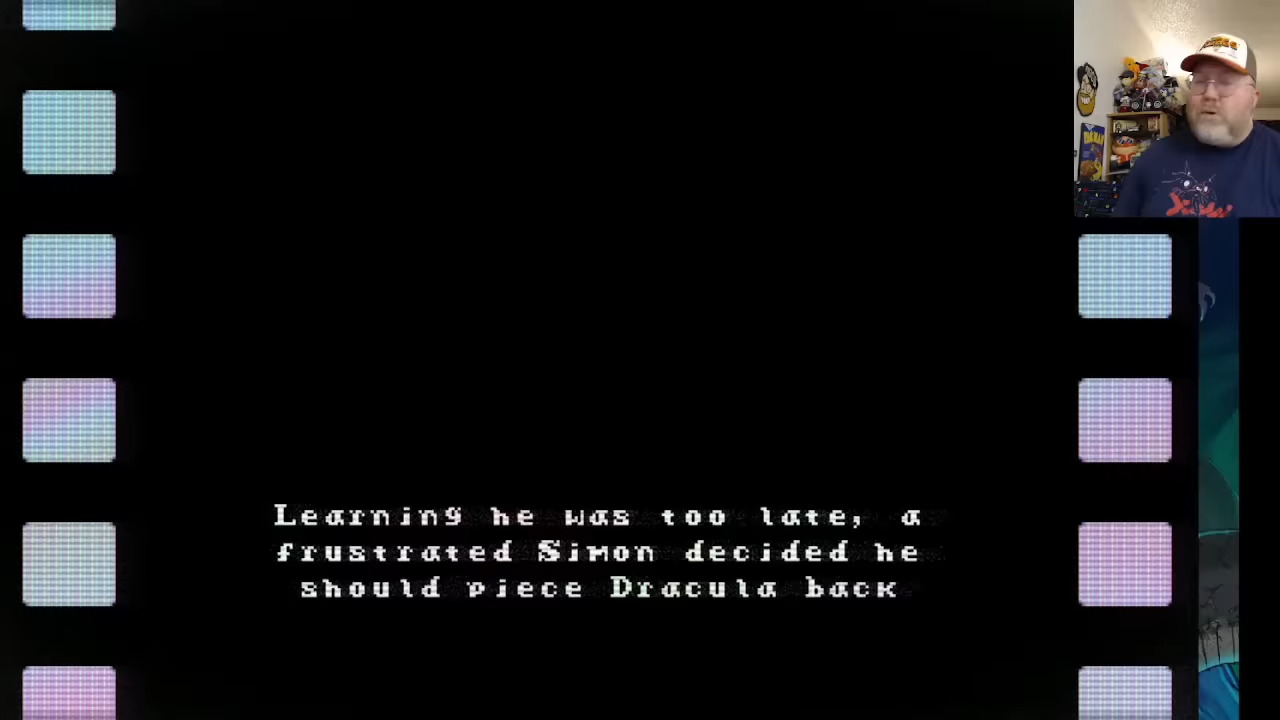 Learning he was too late, a
frustrated Simon decided he
should piece Dracula back